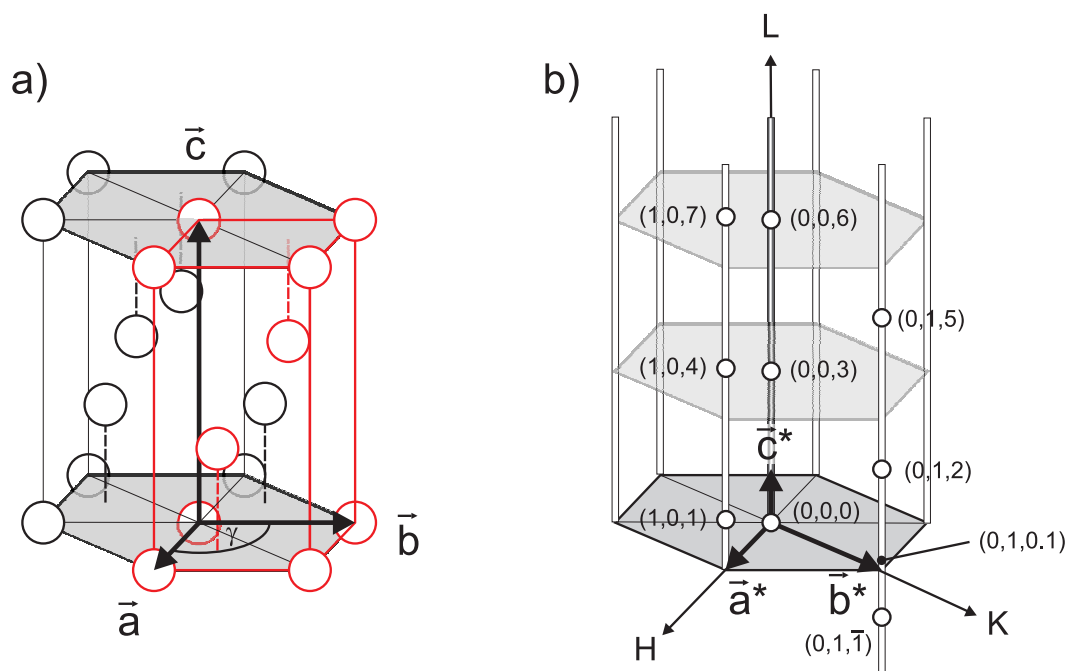 a)
c⃗
γ
b⃗
a⃗
b)
L
(1,0,7)
(0,0,6)
(0,1,5)
(1,0,4)
(0,0,3)
c⃗*
(0,1,2)
(1,0,1)
(0,0,0)
(0,1,0.1)
a⃗*
b⃗*
H
K
(0,1,1̅)